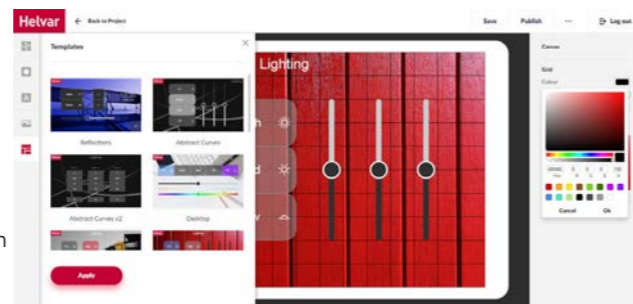 Helvar
← Back to Project
Save
Publish
Log out
Templates
Reflections
Abstract Curves
Abstract Curves v2
Desktop
Apply
Lighting
h
d
Canvas
Grid
Colour
Hex
R
G
B
A
Cancel
Ok
n